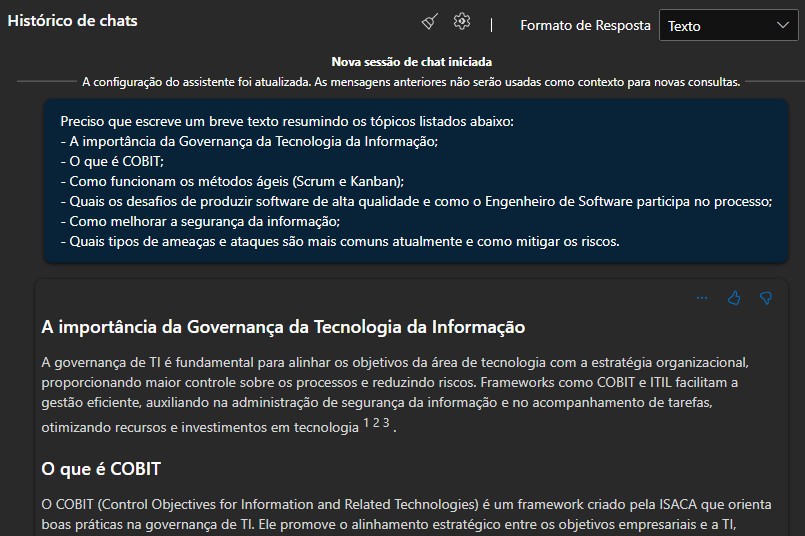 Histórico de chats
Formato de Resposta
Texto
Nova sessão de chat iniciada
A configuração do assistente foi atualizada. As mensagens anteriores não serão usadas como contexto para novas consultas.
Preciso que escreve um breve texto resumindo os tópicos listados abaixo:
- A importância da Governança da Tecnologia da Informação;
- O que é COBIT;
- Como funcionam os métodos ágeis (Scrum e Kanban);
- Quais os desafios de produzir software de alta qualidade e como o Engenheiro de Software participa no processo;
- Como melhorar a segurança da informação;
- Quais tipos de ameaças e ataques são mais comuns atualmente e como mitigar os riscos.
A importância da Governança da Tecnologia da Informação
A governança de TI é fundamental para alinhar os objetivos da área de tecnologia com a estratégia organizacional,
proporcionando maior controle sobre os processos e reduzindo riscos. Frameworks como COBIT e ITIL facilitam a
gestão eficiente, auxiliando na administração de segurança da informação e no acompanhamento de tarefas,
otimizando recursos e investimentos em tecnologia 1 2 3 .
O que é COBIT
O COBIT (Control Objectives for Information and Related Technologies) é um framework criado pela ISACA que orienta
boas práticas na governança de TI. Ele promove o alinhamento estratégico entre os objetivos empresariais e a TI,